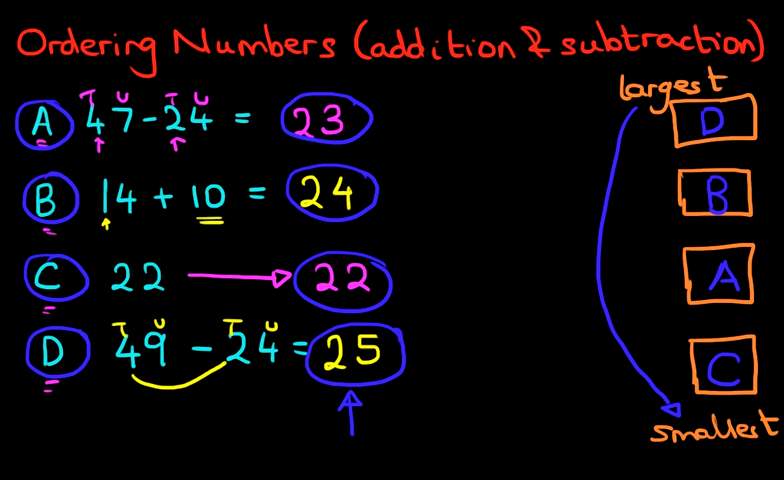 Ordering Numbers (addition & subtraction)
largest
T U T U
A 47 - 24 = 23
D
B 14 + 10 = 24
B
C 22 → 22
A
T U T U
D 49 - 24 = 25
C
smallest